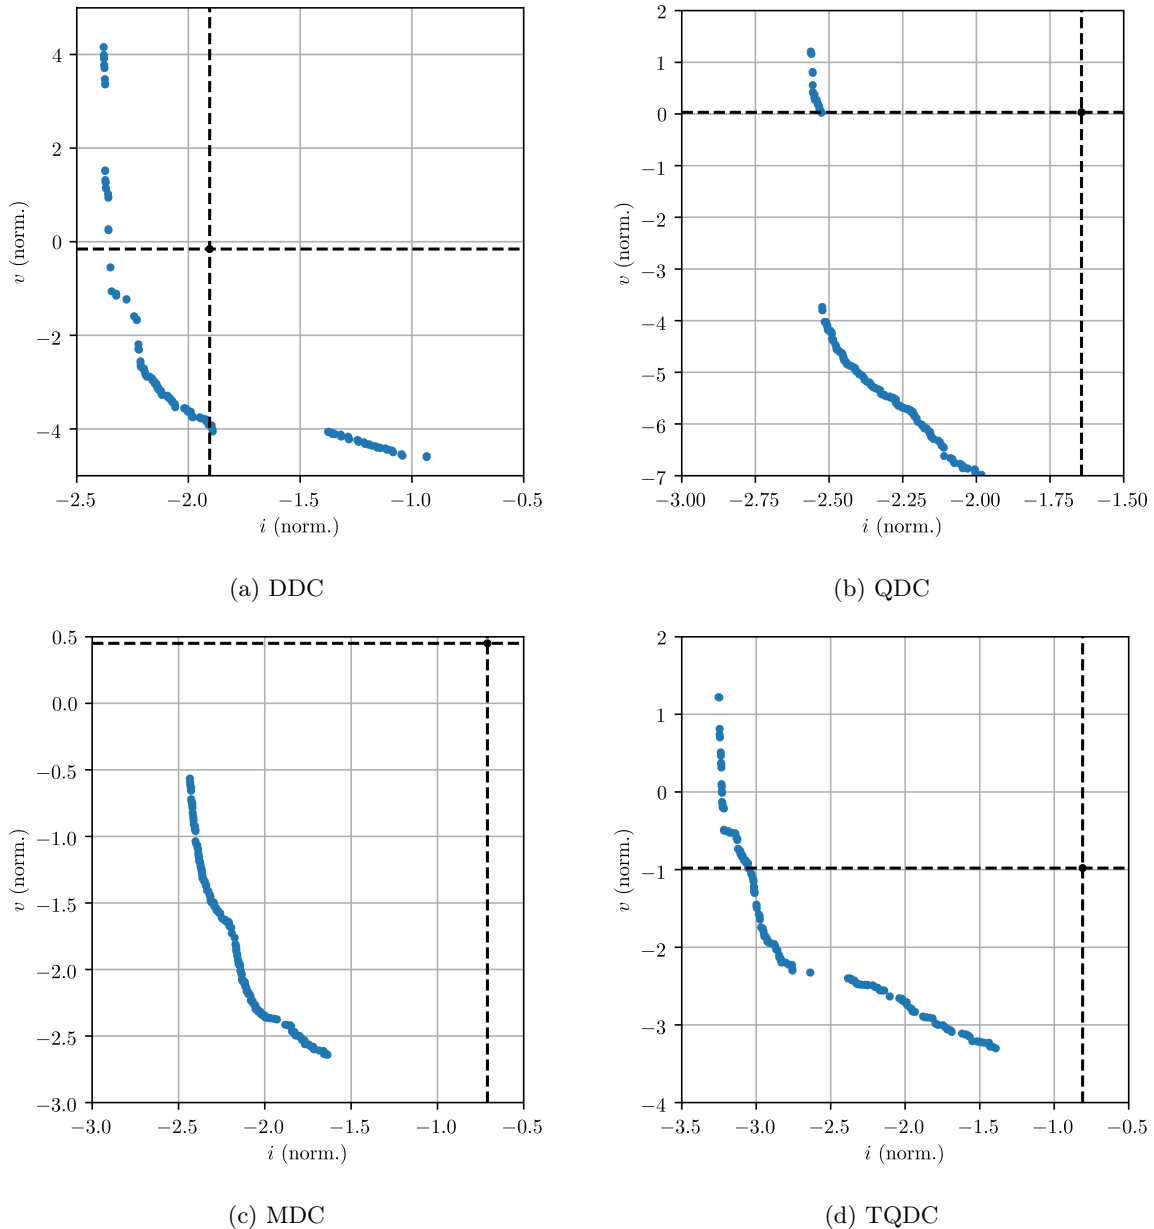 4
2
0
−2
−4
v (norm.)
−2.5 −2.0 −1.5 −1.0 −0.5
i (norm.)
(a) DDC
2
1
0
−1
−2
−3
−4
−5
−6
−7
v (norm.)
−3.00 −2.75 −2.50 −2.25 −2.00 −1.75 −1.50
i (norm.)
(b) QDC
0.5
0.0
−0.5
−1.0
−1.5
−2.0
−2.5
−3.0
v (norm.)
−3.0 −2.5 −2.0 −1.5 −1.0 −0.5
i (norm.)
(c) MDC
2
1
0
−1
−2
−3
−4
v (norm.)
−3.5 −3.0 −2.5 −2.0 −1.5 −1.0 −0.5
i (norm.)
(d) TQDC